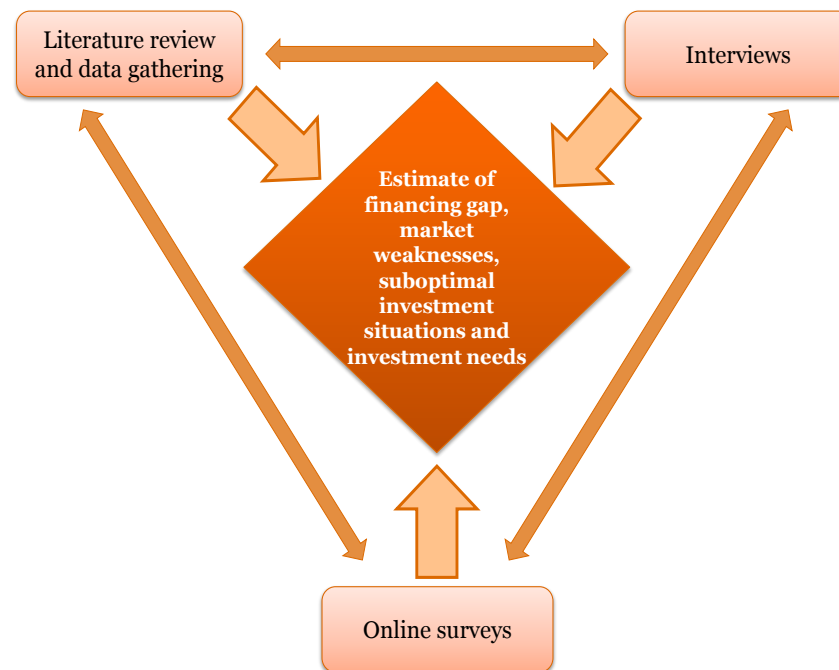 Literature review
and data gathering
Interviews
Estimate of
financing gap,
market
weaknesses,
suboptimal
investment
situations and
investment needs
Online surveys